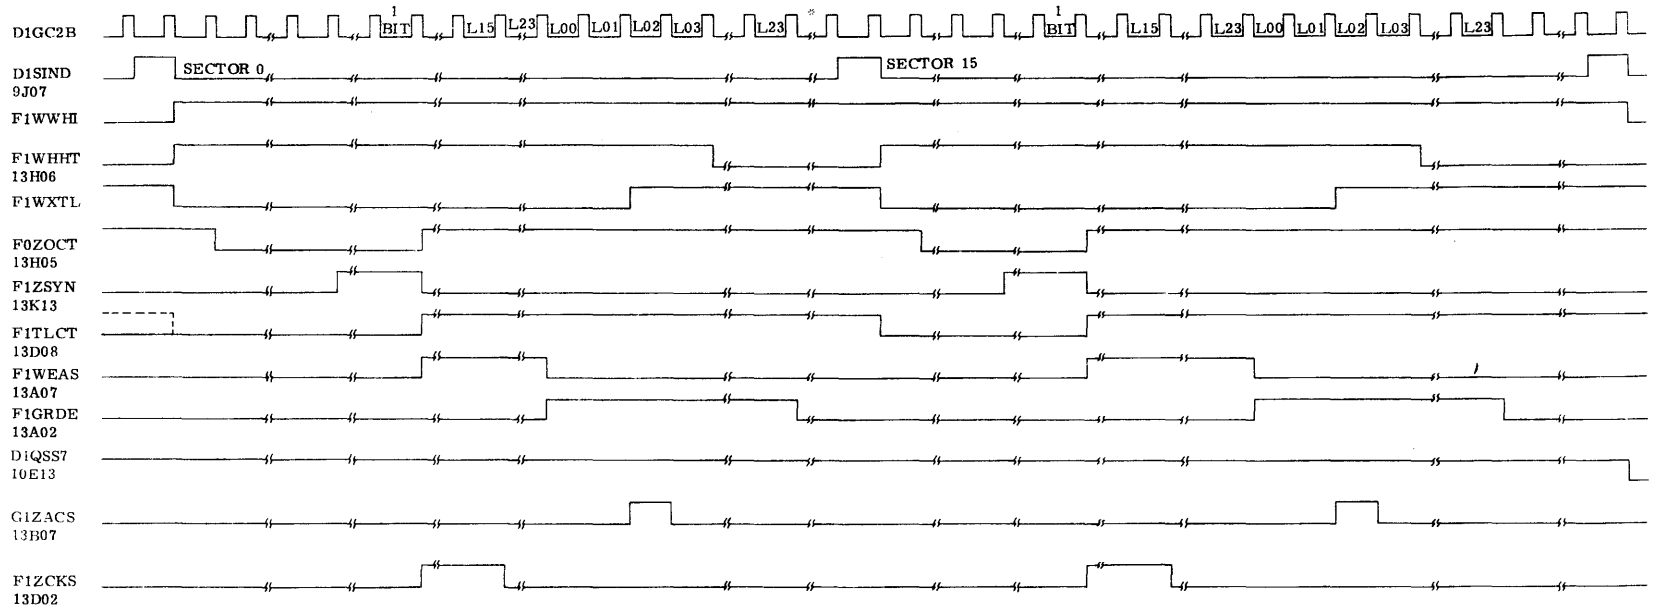 1
1
D1GC2B
BIT L15 L23 L00 L01 L02 L03 L23 BIT L15 L23 L00 L01 L02 L03 L23
D1SIND SECTOR 0 SECTOR 15
9J07
F1WWHI
F1WHHT
13H06
F1WXTL
F0ZOCT
13H05
F1ZSYN
13K13
F1TLCT
13D08
F1WEAS
13A07
F1GRDE
13A02
D1QSS7
10E13
G1ZACS
13B07
F1ZCKS
13D02